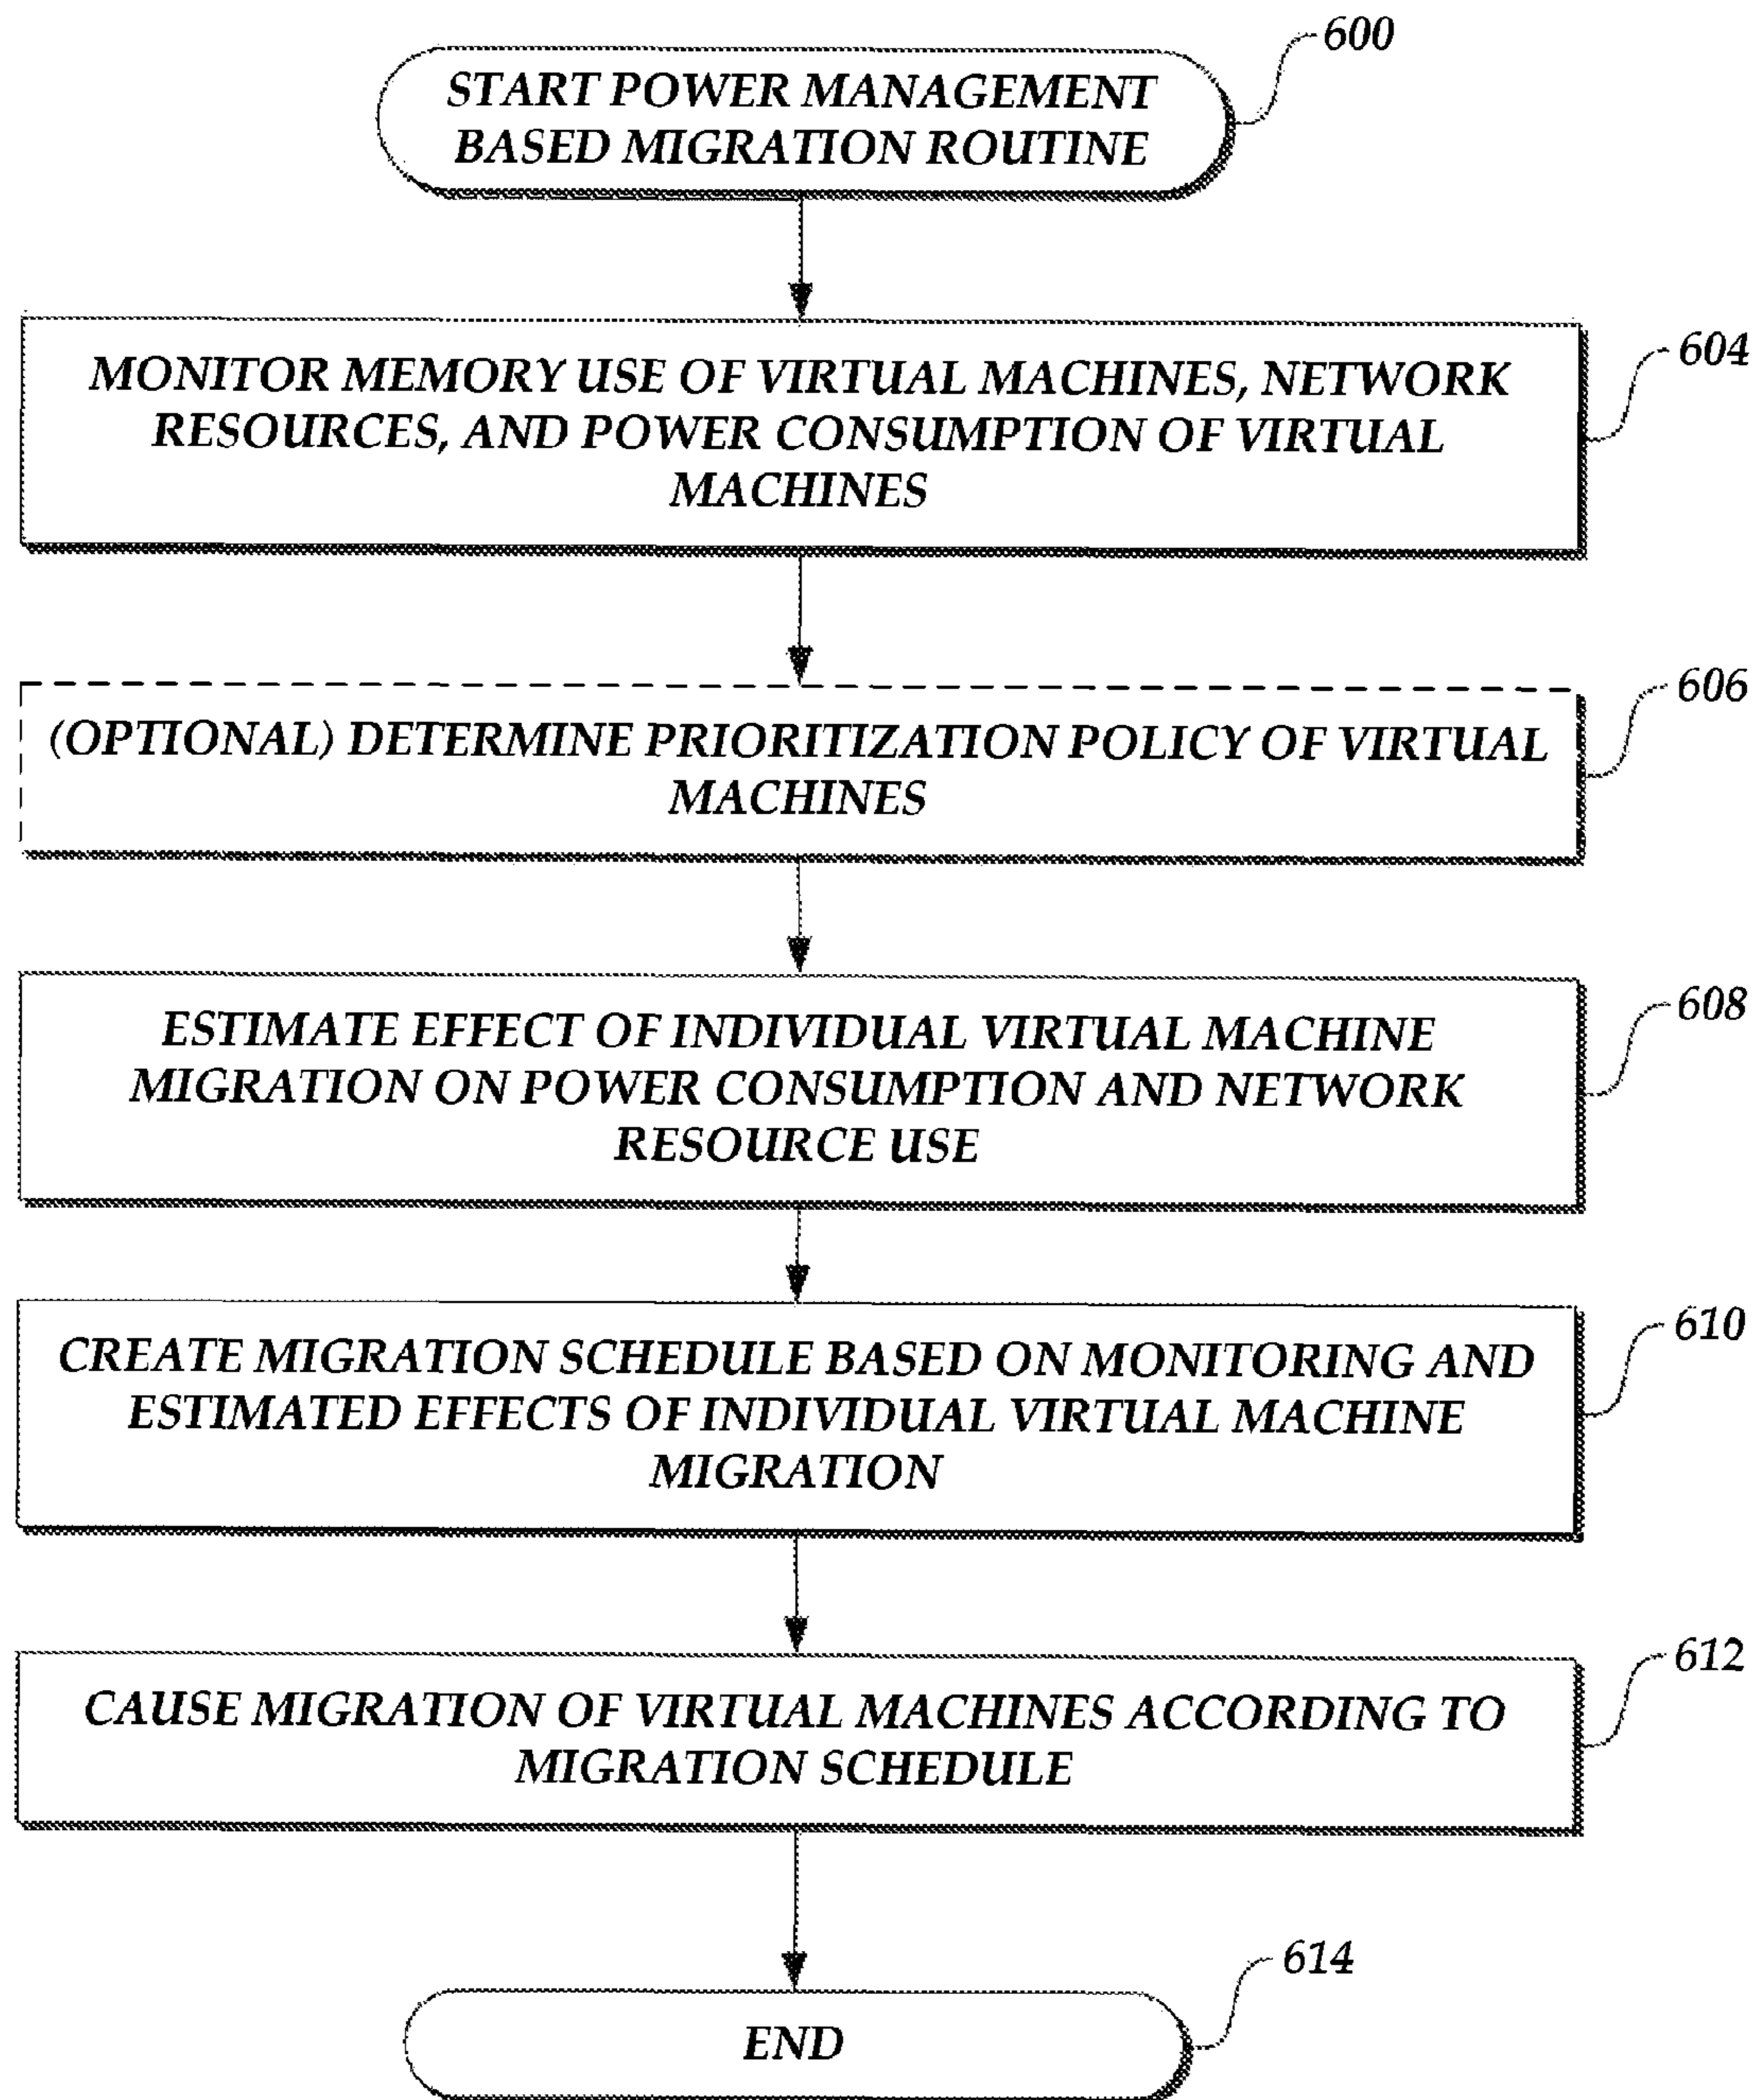 600
START POWER MANAGEMENT
BASED MIGRATION ROUTINE
604
MONITOR MEMORY USE OF VIRTUAL MACHINES, NETWORK
RESOURCES, AND POWER CONSUMPTION OF VIRTUAL
MACHINES
606
(OPTIONAL) DETERMINE PRIORITIZATION POLICY OF VIRTUAL
MACHINES
608
ESTIMATE EFFECT OF INDIVIDUAL VIRTUAL MACHINE
MIGRATION ON POWER CONSUMPTION AND NETWORK
RESOURCE USE
610
CREATE MIGRATION SCHEDULE BASED ON MONITORING AND
ESTIMATED EFFECTS OF INDIVIDUAL VIRTUAL MACHINE
MIGRATION
612
CAUSE MIGRATION OF VIRTUAL MACHINES ACCORDING TO
MIGRATION SCHEDULE
614
END